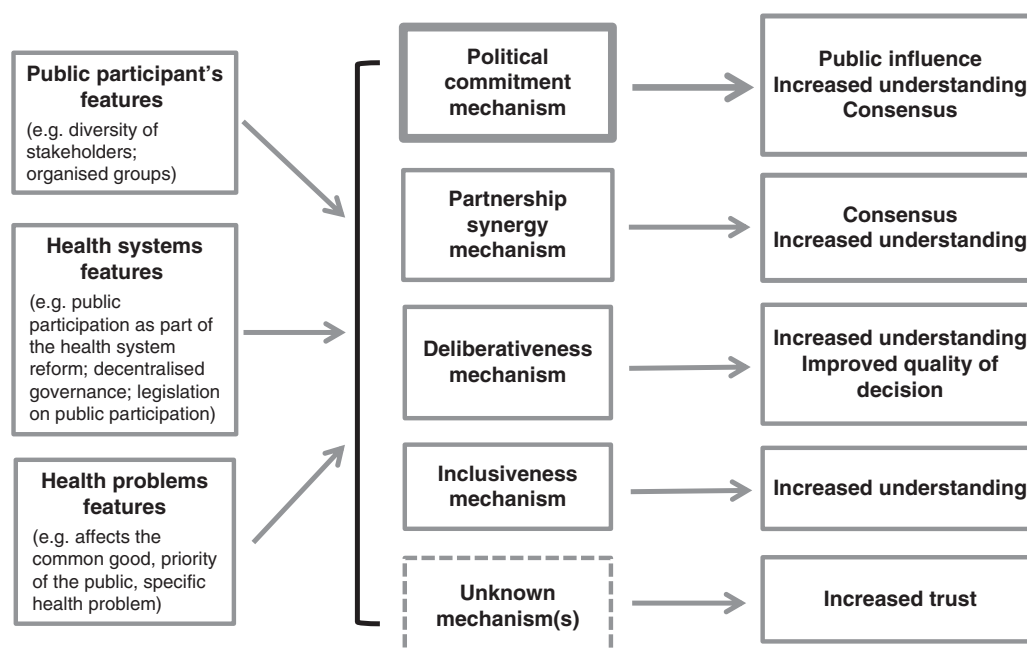 Public participant's
features
(e.g. diversity of
stakeholders;
organised groups)
Health systems
features
(e.g. public
participation as part of
the health system
reform; decentralised
governance; legislation
on public participation)
Health problems
features
(e.g. affects the
common good, priority
of the public, specific
health problem)
Political
commitment
mechanism
Partnership
synergy
mechanism
Deliberativeness
mechanism
Inclusiveness
mechanism
Unknown
mechanism(s)
Public influence
Increased understanding
Consensus
Consensus
Increased understanding
Increased understanding
Improved quality of
decision
Increased understanding
Increased trust